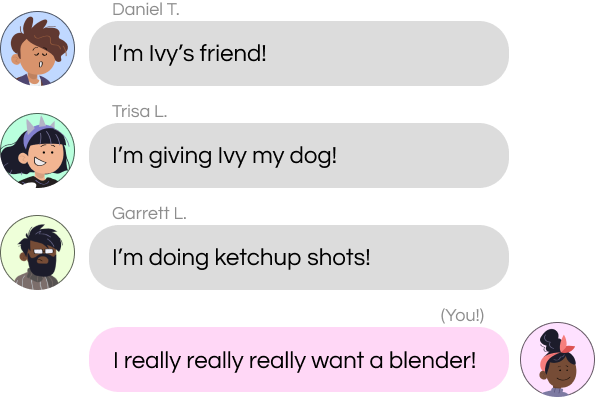 Daniel T.
I’m Ivy’s friend!
Trisa L.
I’m giving Ivy my dog!
Garrett L.
I’m doing ketchup shots!
(You!)
I really really really want a blender!